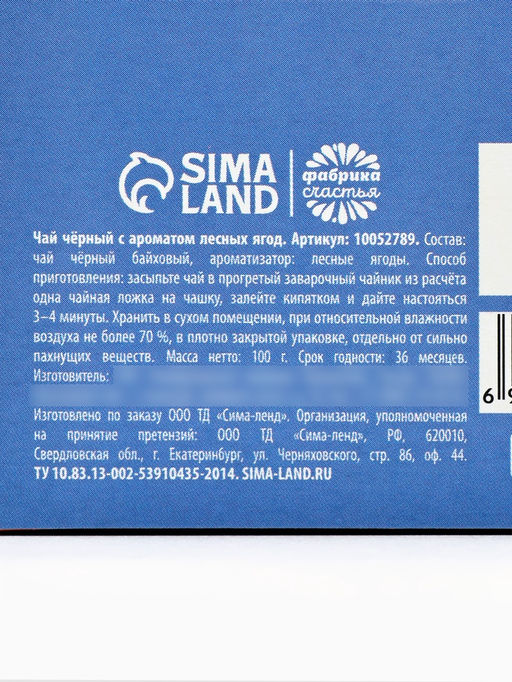 SIMA
LAND
фабрика
счастья
Чай чёрный с ароматом лесных ягод. Артикул: 10052789. Состав:
чай чёрный байховый, ароматизатор: лесные ягоды. Способ
приготовления: засыпьте чай в прогретый заварочный чайник из расчёта
одна чайная ложка на чашку, залейте кипятком и дайте настояться
3–4 минуты. Хранить в сухом помещении, при относительной влажности
воздуха не более 70 %, в плотно закрытой упаковке, отдельно от сильно
пахнущих веществ. Масса нетто: 100 г. Срок годности: 36 месяцев.
Изготовитель:
Изготовлено по заказу ООО ТД «Сима-ленд». Организация, уполномоченная
на принятие претензий: ООО ТД «Сима-ленд», РФ, 620010,
Свердловская обл., г. Екатеринбург, ул. Черняховского, стр. 86, оф. 44.
ТУ 10.83.13-002-53910435-2014. SIMA-LAND.RU
6